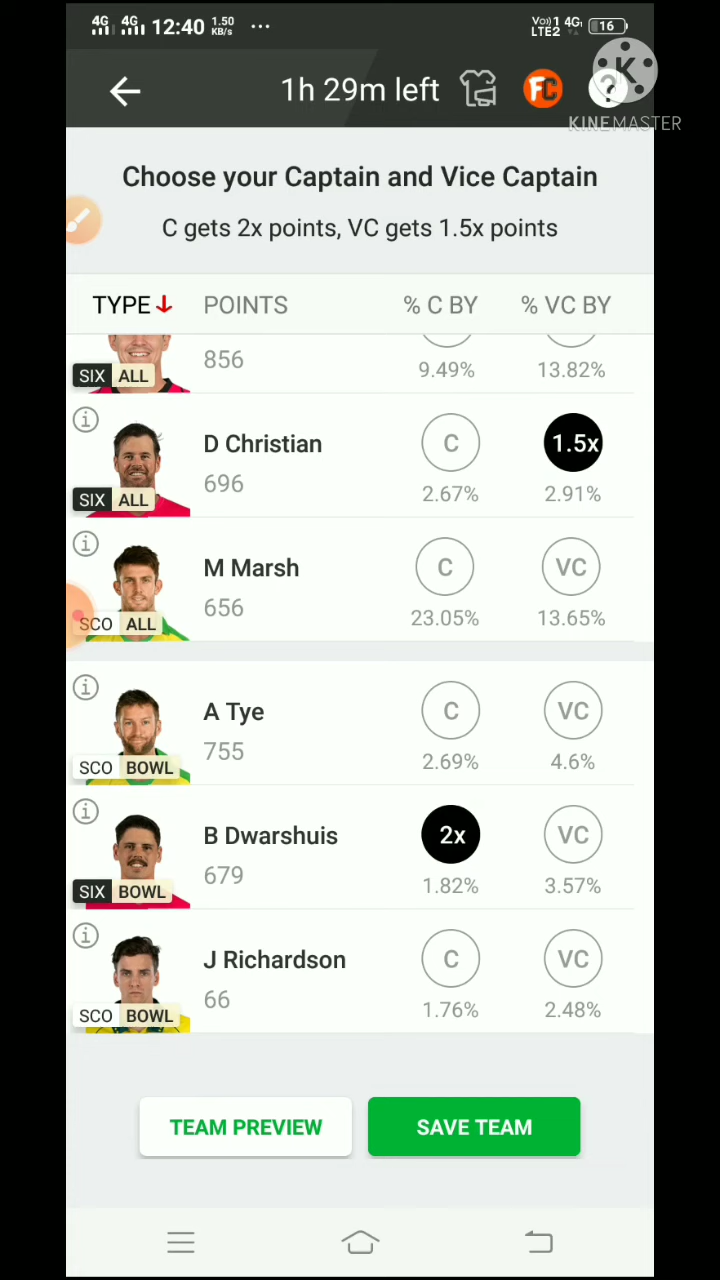 4G 4G 12:40 1.50 KB/s ... Vo) 1 4G LTE2 16
1h 29m left FC ?
K
KINEMASTER
Choose your Captain and Vice Captain
C gets 2x points, VC gets 1.5x points
TYPE POINTS % C BY % VC BY
SIX ALL 856 9.49% 13.82%
i D Christian C 1.5x
SIX ALL 696 2.67% 2.91%
i M Marsh C VC
SCO ALL 656 23.05% 13.65%
i A Tye C VC
SCO BOWL 755 2.69% 4.6%
i B Dwarshuis 2x VC
SIX BOWL 679 1.82% 3.57%
i J Richardson C VC
SCO BOWL 66 1.76% 2.48%
TEAM PREVIEW SAVE TEAM